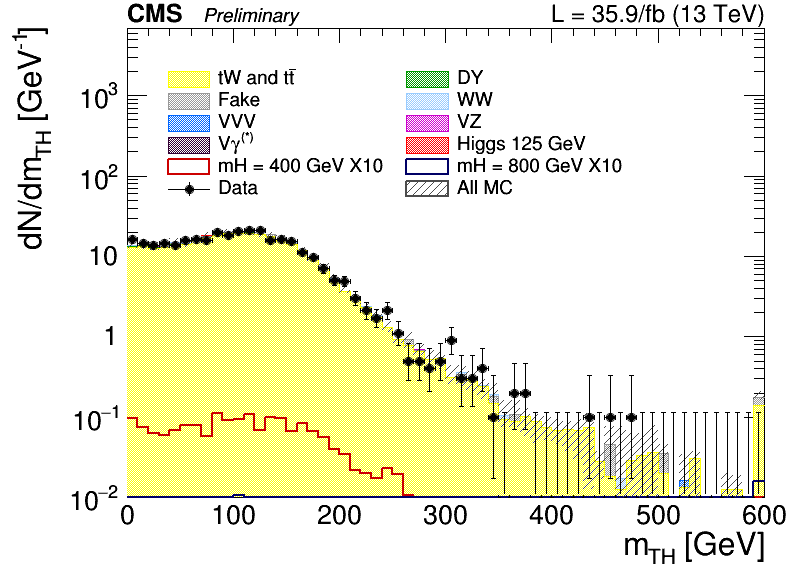 CMS Preliminary L = 35.9/fb (13 TeV)
dN/dm_TH [GeV⁻¹]
tW and tt̄ DY
Fake WW
VVV VZ
Vγ⁽*⁾ Higgs 125 GeV
mH = 400 GeV X10 mH = 800 GeV X10
Data All MC
10³
10²
10
1
10⁻¹
10⁻²
0 100 200 300 400 500 600
m_TH [GeV]